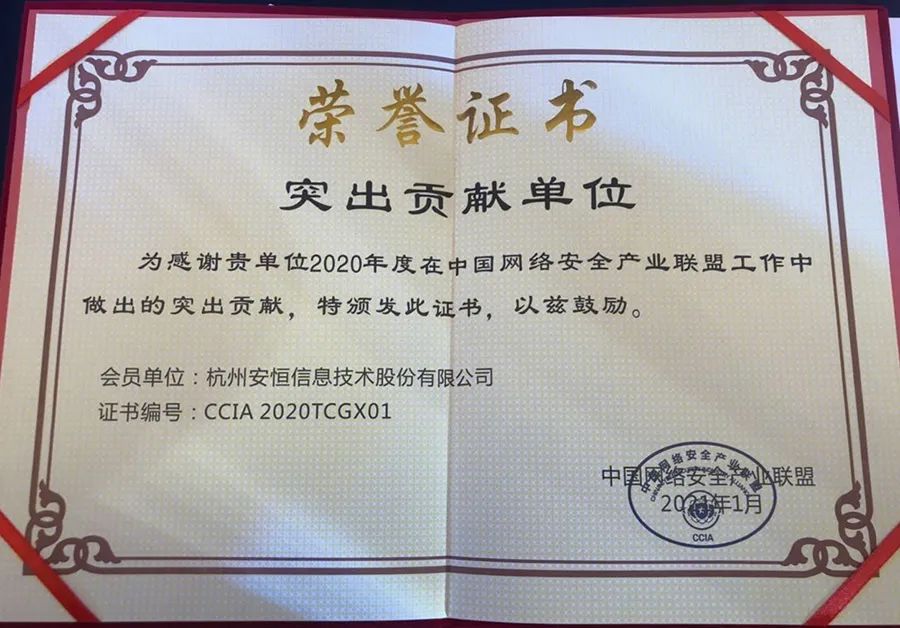 荣誉证书
突出贡献单位
为感谢贵单位2020年度在中国网络安全产业联盟工作中
做出的突出贡献，特颁发此证书，以兹鼓励。
会员单位：杭州安恒信息技术股份有限公司
证书编号：CCIA 2020TCGX01
中国网络安全产业联盟
2021年1月
中国网络安全产业联盟
CCIA